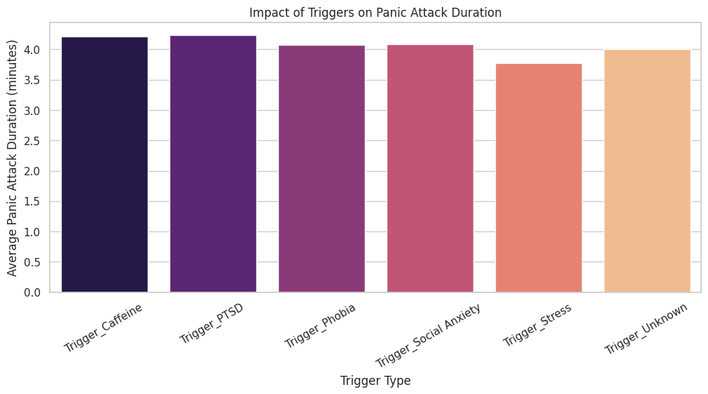 Impact of Triggers on Panic Attack Duration
Average Panic Attack Duration (minutes)
4.0
3.5
3.0
2.5
2.0
1.5
1.0
0.5
0.0
Trigger_Caffeine
Trigger_PTSD
Trigger_Phobia
Trigger_Social Anxiety
Trigger_Stress
Trigger_Unknown
Trigger Type